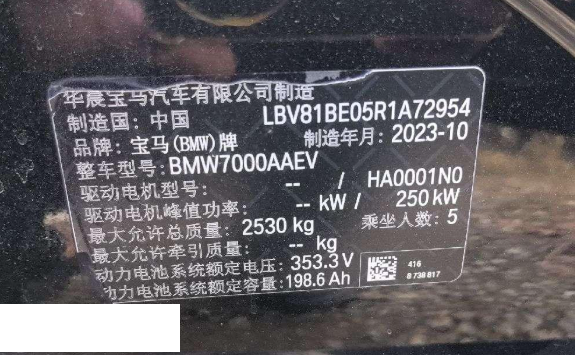 华晨宝马汽车有限公司制造
制造国: 中国 LBV81BE05R1A72954
品牌: 宝马(BMW)牌 制造年月: 2023-10
整车型号: BMW7000AAEV
驱动电机型号: -- / HA0001N0
驱动电机峰值功率: -- kW / 250 kW
最大允许总质量: 2530 kg 乘坐人数: 5
最大允许牵引质量: -- kg
动力电池系统额定电压: 353.3 V
动力电池系统额定容量: 198.6 Ah
416
8 738 817